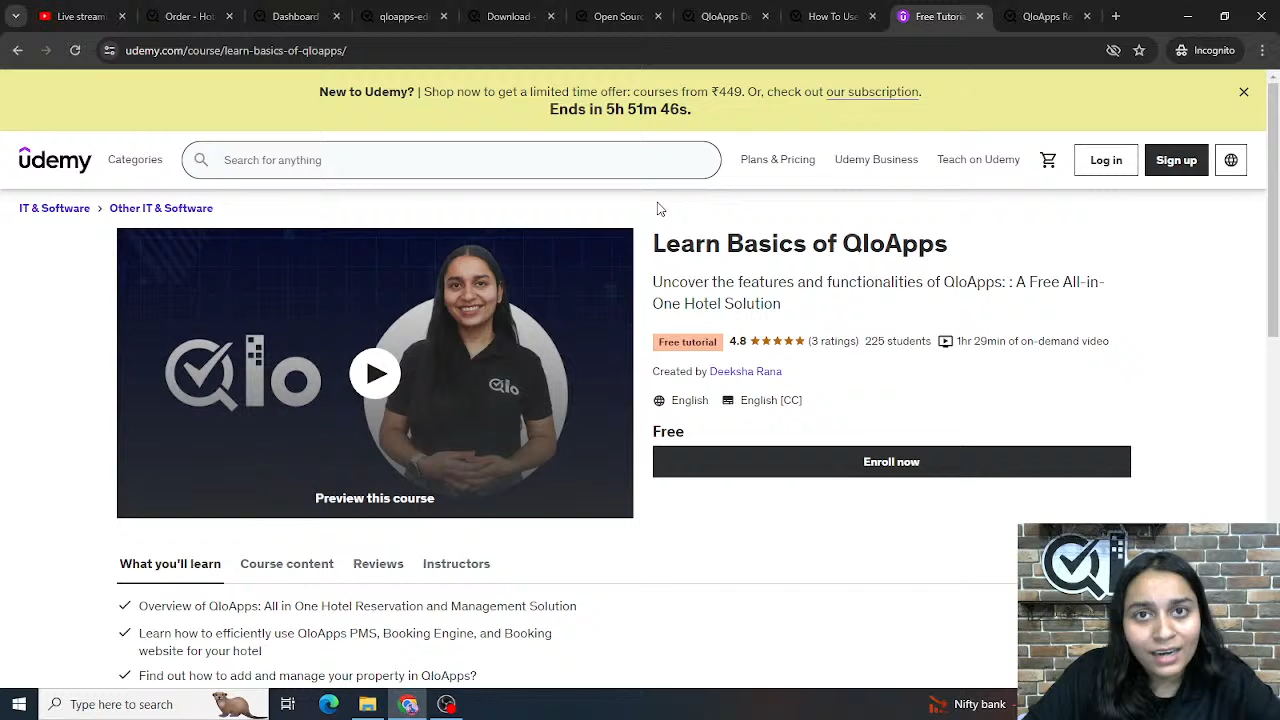 Live streami
Order - Hot
Dashboard
qloapps-ed
Download -
Open Sourc
QloApps De
How To Use
Free Tutoria
QloApps Re
udemy.com/course/learn-basics-of-qloapps/
Incognito
New to Udemy? | Shop now to get a limited time offer: courses from ₹449. Or, check out our subscription.
Ends in 5h 51m 46s.
ûdemy
Categories
Search for anything
Plans & Pricing
Udemy Business
Teach on Udemy
Log in
Sign up
IT & Software > Other IT & Software
Qlo
Qlo
Preview this course
Learn Basics of QloApps
Uncover the features and functionalities of QloApps: : A Free All-in-
One Hotel Solution
Free tutorial 4.8 (3 ratings) 225 students 1hr 29min of on-demand video
Created by Deeksha Rana
English English [CC]
Free
Enroll now
What you'll learn
Course content
Reviews
Instructors
Overview of QloApps: All in One Hotel Reservation and Management Solution
Learn how to efficiently use QloApps PMS, Booking Engine, and Booking
website for your hotel
Find out how to add and manage your property in QloApps?
Type here to search
Nifty bank